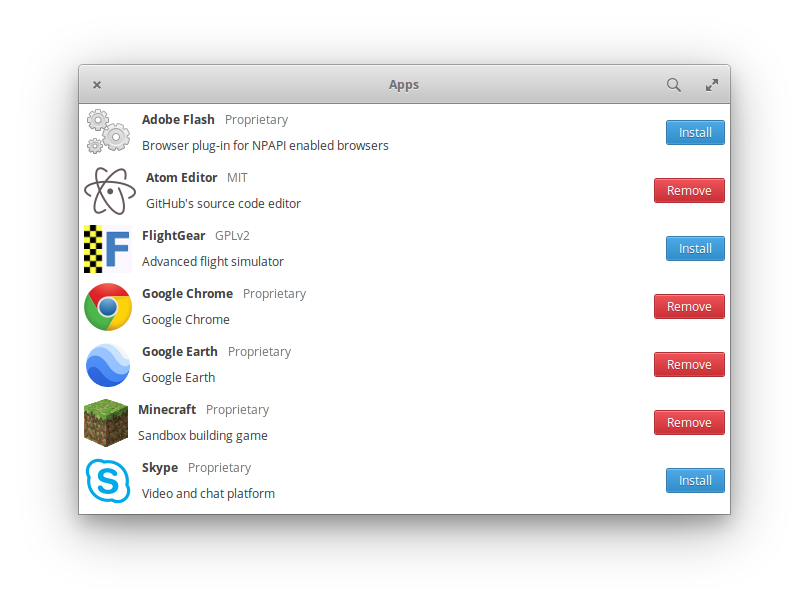 Apps
Adobe Flash Proprietary
Browser plug-in for NPAPI enabled browsers
Install
Atom Editor MIT
GitHub's source code editor
Remove
F
FlightGear GPLv2
Advanced flight simulator
Install
Google Chrome Proprietary
Google Chrome
Remove
Google Earth Proprietary
Google Earth
Remove
Minecraft Proprietary
Sandbox building game
Remove
S
Skype Proprietary
Video and chat platform
Install